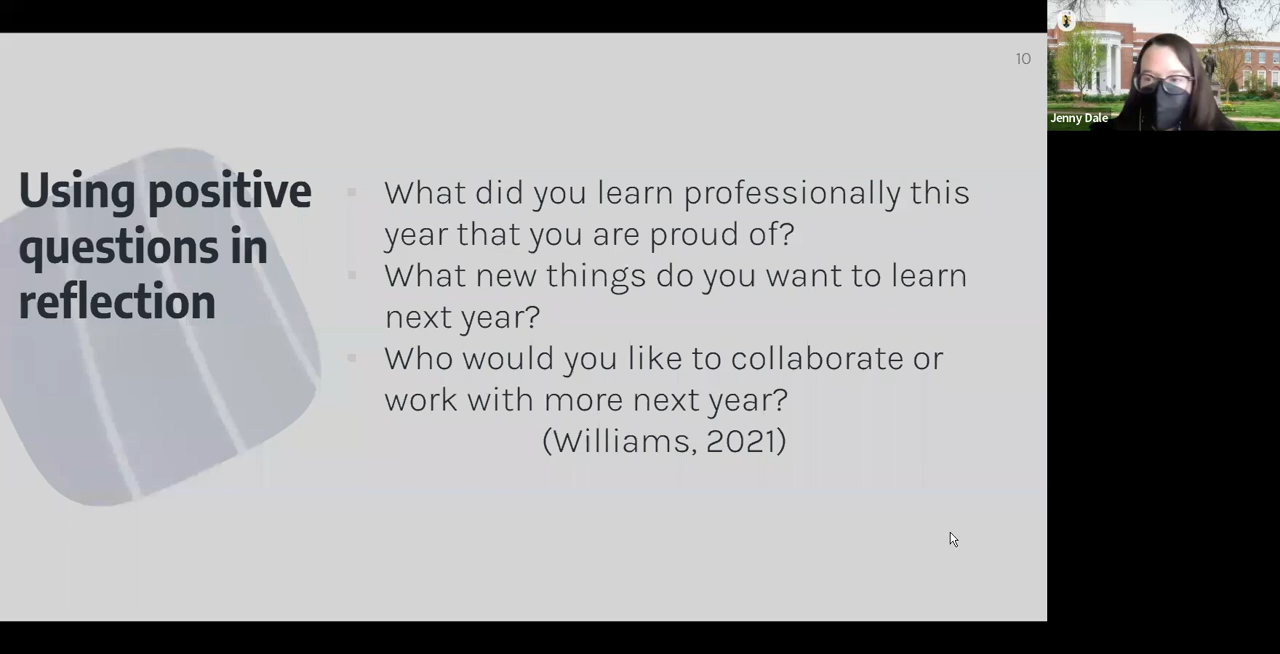 10
Jenny Dale
Using positive
questions in
reflection
What did you learn professionally this
year that you are proud of?
What new things do you want to learn
next year?
Who would you like to collaborate or
work with more next year?
(Williams, 2021)